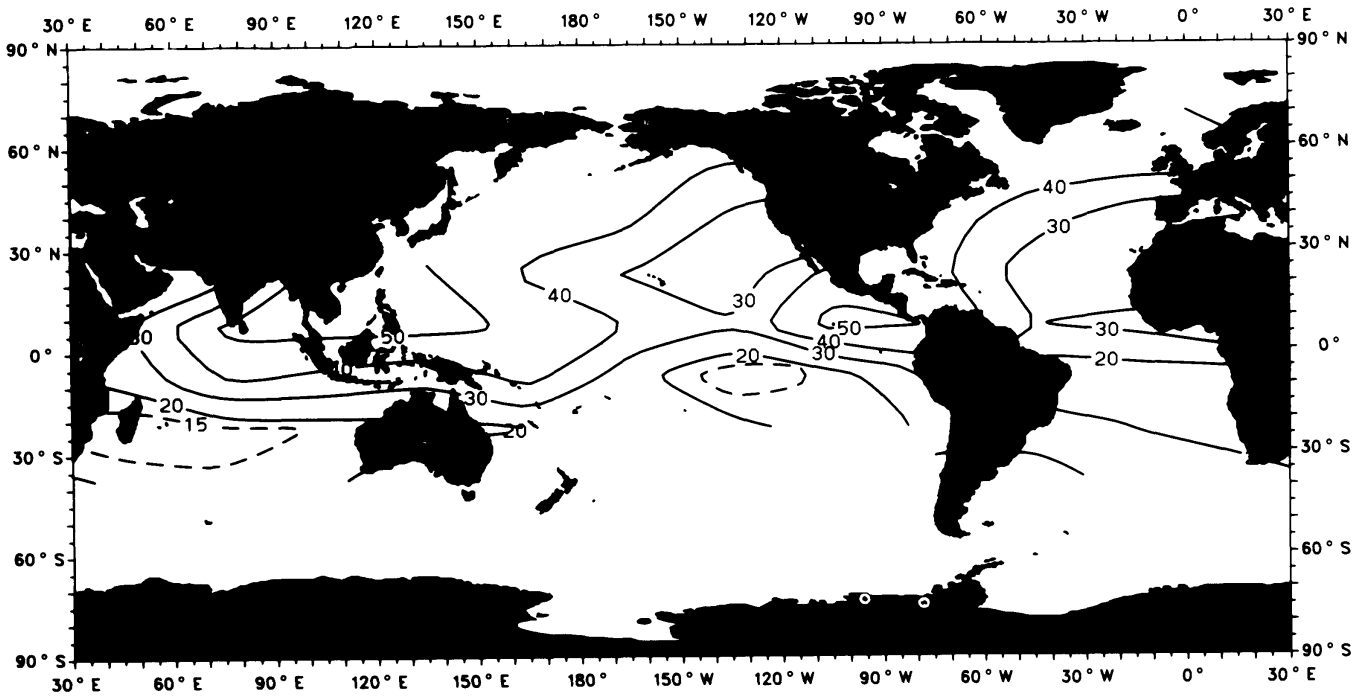 30° E 60° E 90° E 120° E 150° E 180° 150° W 120° W 90° W 60° W 30° W 0° 30° E
90° N 90° N
60° N 60° N
40
30
30° N 30° N
40
30
50 30
30 50 40 20
0° 30 20 0°
20 30
15 20
30° S 30° S
60° S 60° S
90° S 90° S
30° E 60° E 90° E 120° E 150° E 180° 150° W 120° W 90° W 60° W 30° W 0° 30° E